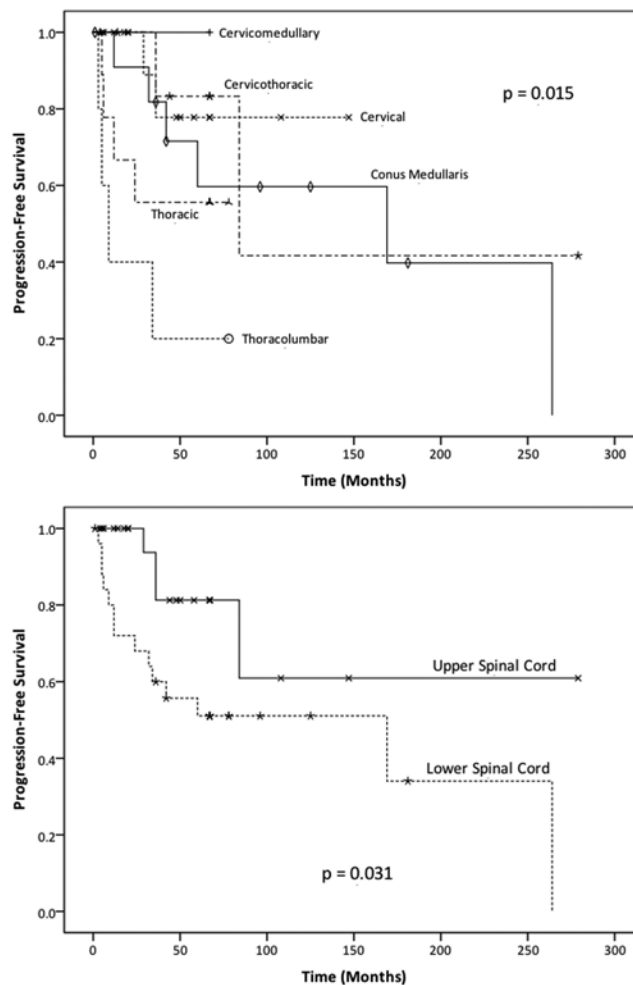 Progression-Free Survival
1.0
0.8
0.6
0.4
0.2
0.0
Cervicomedullary
Cervicothoracic
p = 0.015
Cervical
Conus Medullaris
Thoracic
Thoracolumbar
0 50 100 150 200 250 300
Time (Months)
Progression-Free Survival
1.0
0.8
0.6
0.4
0.2
0.0
Upper Spinal Cord
Lower Spinal Cord
p = 0.031
0 50 100 150 200 250 300
Time (Months)